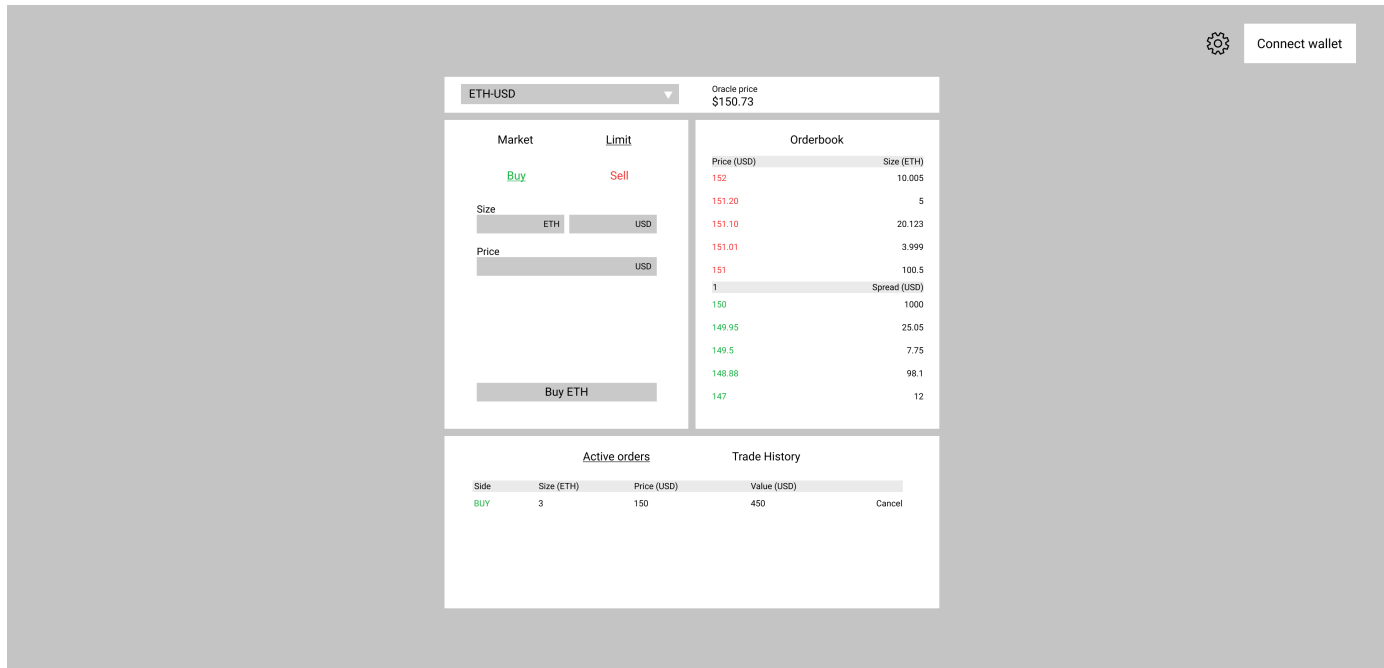 Connect wallet
ETH-USD
Oracle price
$150.73
Market Limit
Buy Sell
Size
ETH USD
Price
USD
Buy ETH
Orderbook
Price (USD) Size (ETH)
152 10.005
151.20 5
151.10 20.123
151.01 3.999
151 100.5
1 Spread (USD)
150 1000
149.95 25.05
149.5 7.75
148.88 98.1
147 12
Active orders Trade History
Side Size (ETH) Price (USD) Value (USD)
BUY 3 150 450 Cancel